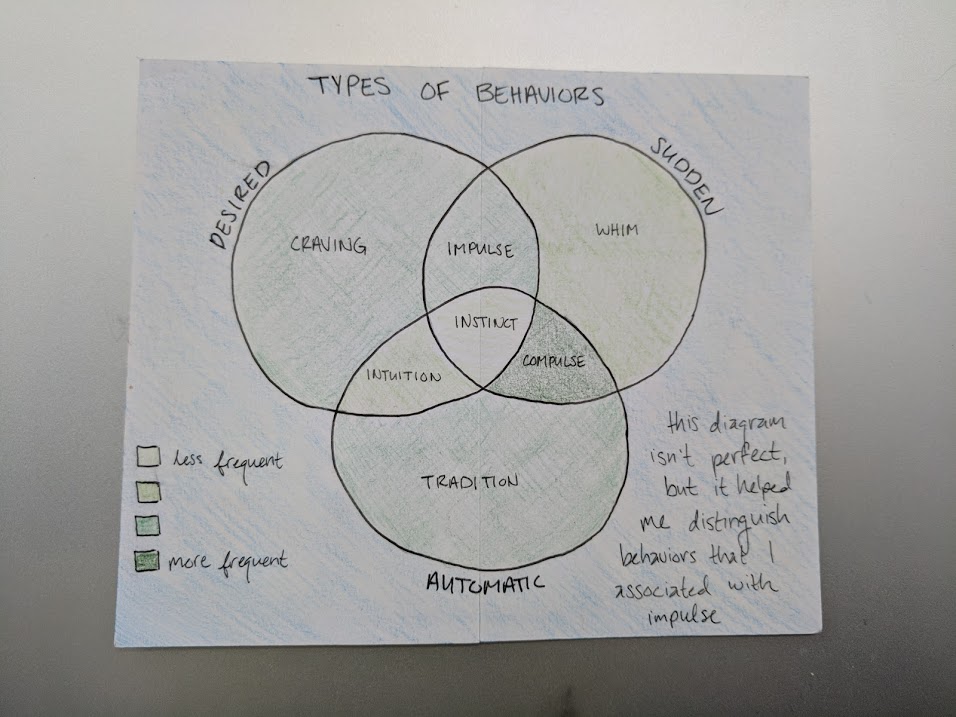 TYPES OF BEHAVIORS
DESIRED
SUDDEN
CRAVING
IMPULSE
WHIM
INSTINCT
INTUITION
COMPULSE
TRADITION
AUTOMATIC
less frequent
more frequent
this diagram
isn't perfect,
but it helped
me distinguish
behaviors that I
associated with
impulse